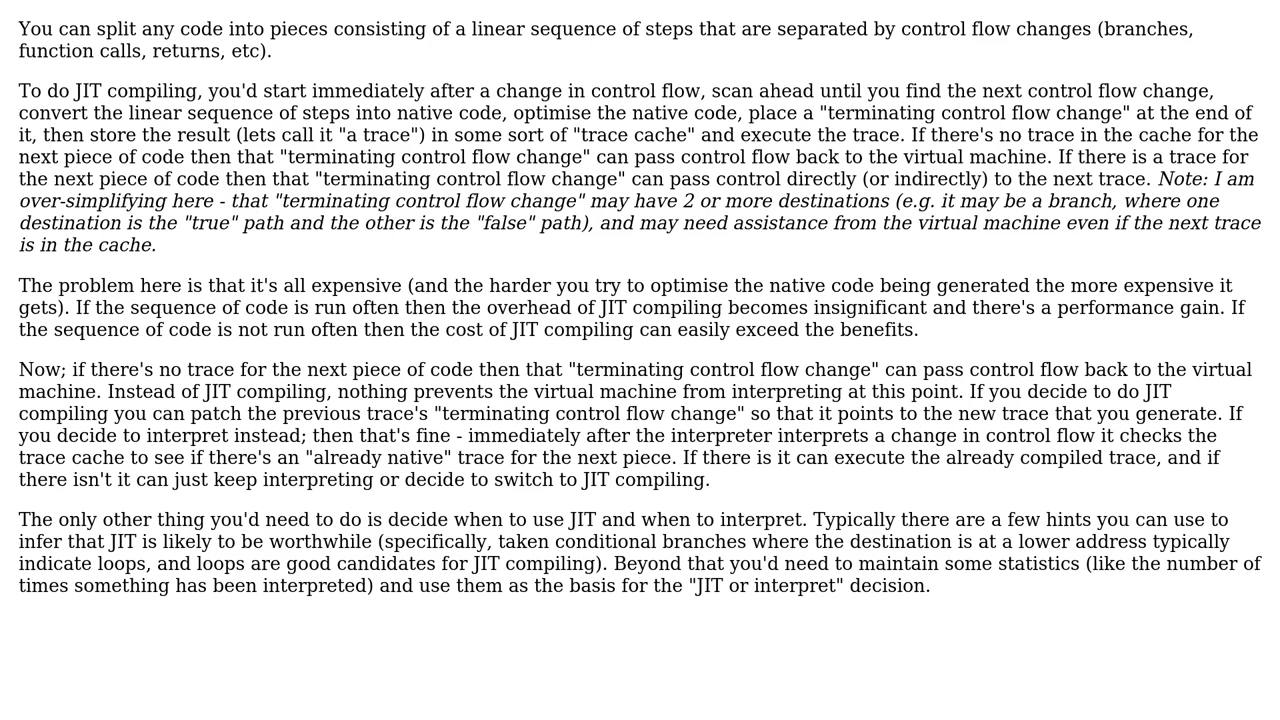 You can split any code into pieces consisting of a linear sequence of steps that are separated by control flow changes (branches,
function calls, returns, etc).
To do JIT compiling, you'd start immediately after a change in control flow, scan ahead until you find the next control flow change,
convert the linear sequence of steps into native code, optimise the native code, place a "terminating control flow change" at the end of
it, then store the result (lets call it "a trace") in some sort of "trace cache" and execute the trace. If there's no trace in the cache for the
next piece of code then that "terminating control flow change" can pass control flow back to the virtual machine. If there is a trace for
the next piece of code then that "terminating control flow change" can pass control directly (or indirectly) to the next trace. Note: I am
over-simplifying here - that "terminating control flow change" may have 2 or more destinations (e.g. it may be a branch, where one
destination is the "true" path and the other is the "false" path), and may need assistance from the virtual machine even if the next trace
is in the cache.
The problem here is that it's all expensive (and the harder you try to optimise the native code being generated the more expensive it
gets). If the sequence of code is run often then the overhead of JIT compiling becomes insignificant and there's a performance gain. If
the sequence of code is not run often then the cost of JIT compiling can easily exceed the benefits.
Now; if there's no trace for the next piece of code then that "terminating control flow change" can pass control flow back to the virtual
machine. Instead of JIT compiling, nothing prevents the virtual machine from interpreting at this point. If you decide to do JIT
compiling you can patch the previous trace's "terminating control flow change" so that it points to the new trace that you generate. If
you decide to interpret instead; then that's fine - immediately after the interpreter interprets a change in control flow it checks the
trace cache to see if there's an "already native" trace for the next piece. If there is it can execute the already compiled trace, and if
there isn't it can just keep interpreting or decide to switch to JIT compiling.
The only other thing you'd need to do is decide when to use JIT and when to interpret. Typically there are a few hints you can use to
infer that JIT is likely to be worthwhile (specifically, taken conditional branches where the destination is at a lower address typically
indicate loops, and loops are good candidates for JIT compiling). Beyond that you'd need to maintain some statistics (like the number of
times something has been interpreted) and use them as the basis for the "JIT or interpret" decision.